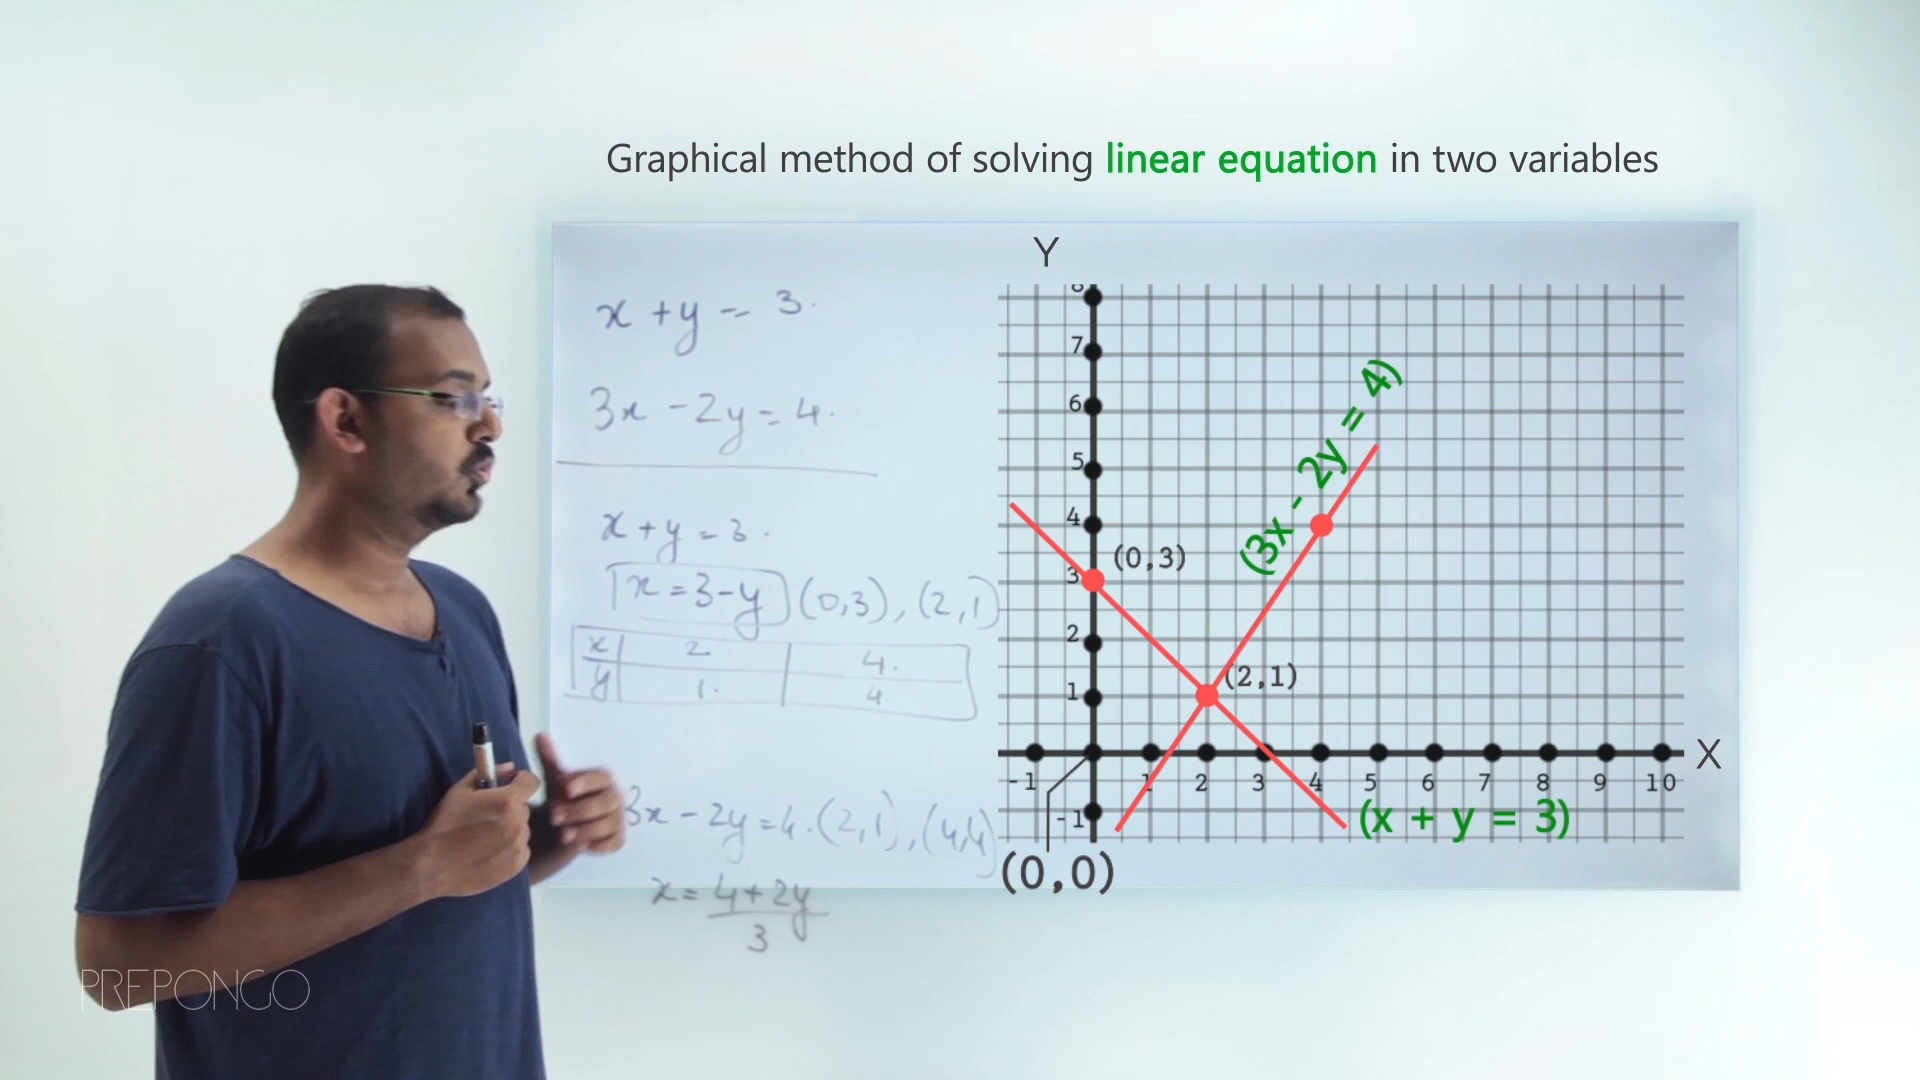 Graphical method of solving linear equation in two variables
x + y = 3.
3x - 2y = 4.
x + y = 3.
x = 3 - y (0,3), (2,1)
x 2 4.
y 1. 4
3x - 2y = 4. (2,1), (4,4)
x = 4 + 2y
3
Y
8
7
6
5
4
3
2
1
-1
(3x - 2y = 4)
(0,3)
(2,1)
X
-1 1 2 3 4 5 6 7 8 9 10
(x + y = 3)
(0,0)
PREPONGO